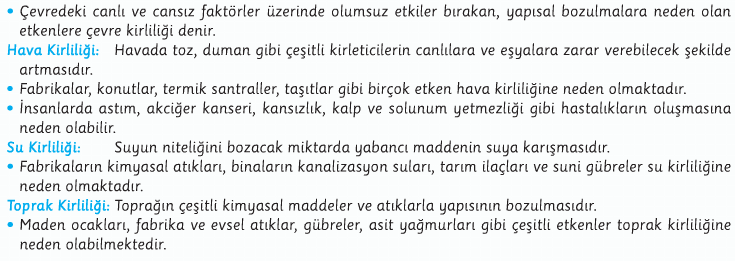 • Çevredeki canlı ve cansız faktörler üzerinde olumsuz etkiler bırakan, yapısal bozulmalara neden olan
etkenlere çevre kirliliği denir.
Hava Kirliliği: Havada toz, duman gibi çeşitli kirleticilerin canlılara ve eşyalara zarar verebilecek şekilde
artmasıdır.
• Fabrikalar, konutlar, termik santraller, taşıtlar gibi birçok etken hava kirliliğine neden olmaktadır.
• İnsanlarda astım, akciğer kanseri, kansızlık, kalp ve solunum yetmezliği gibi hastalıkların oluşmasına
neden olabilir.
Su Kirliliği: Suyun niteliğini bozacak miktarda yabancı maddenin suya karışmasıdır.
• Fabrikaların kimyasal atıkları, binaların kanalizasyon suları, tarım ilaçları ve suni gübreler su kirliliğine
neden olmaktadır.
Toprak Kirliliği: Toprağın çeşitli kimyasal maddeler ve atıklarla yapısının bozulmasıdır.
• Maden ocakları, fabrika ve evsel atıklar, gübreler, asit yağmurları gibi çeşitli etkenler toprak kirliliğine
neden olabilmektedir.